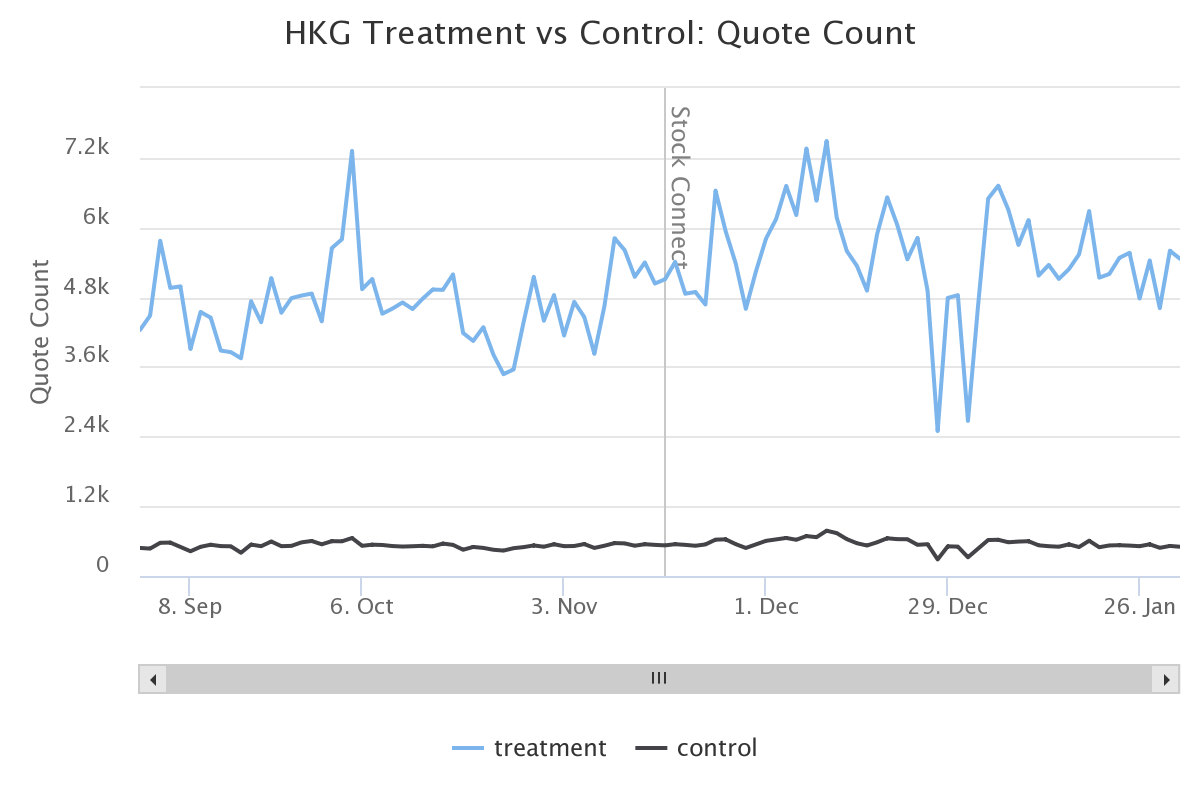 HKG Treatment vs Control: Quote Count
Quote Count
7.2k
6k
4.8k
3.6k
2.4k
1.2k
0
Stock Connect
8. Sep
6. Oct
3. Nov
1. Dec
29. Dec
26. Jan
treatment
control